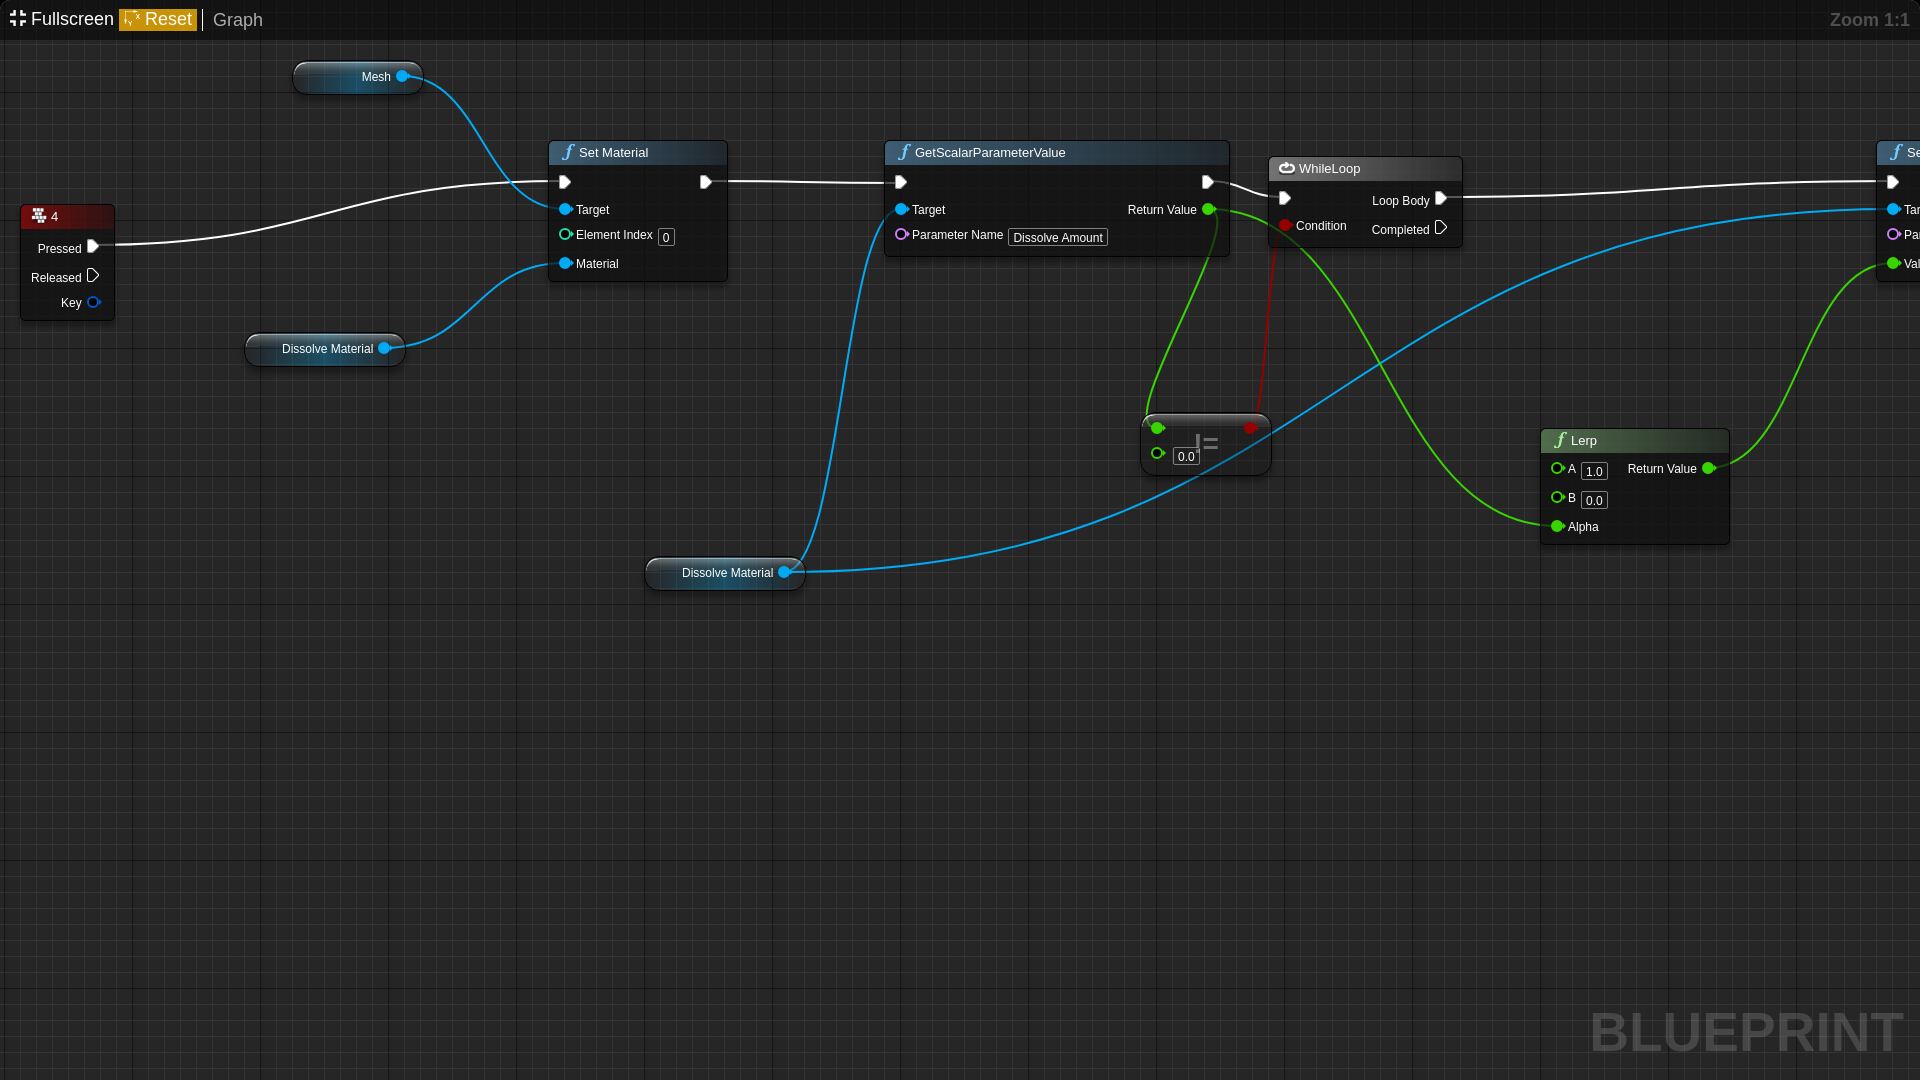 Fullscreen Reset Graph
Zoom 1:1
Mesh
Set Material
Target
Element Index 0
Material
GetScalarParameterValue
Target
Return Value
Parameter Name Dissolve Amount
WhileLoop
Loop Body
Condition
Completed
4
Pressed
Released
Key
Dissolve Material
Se
Tar
Par
Val
!=
0.0
Lerp
A 1.0
Return Value
B 0.0
Alpha
Dissolve Material
BLUEPRINT